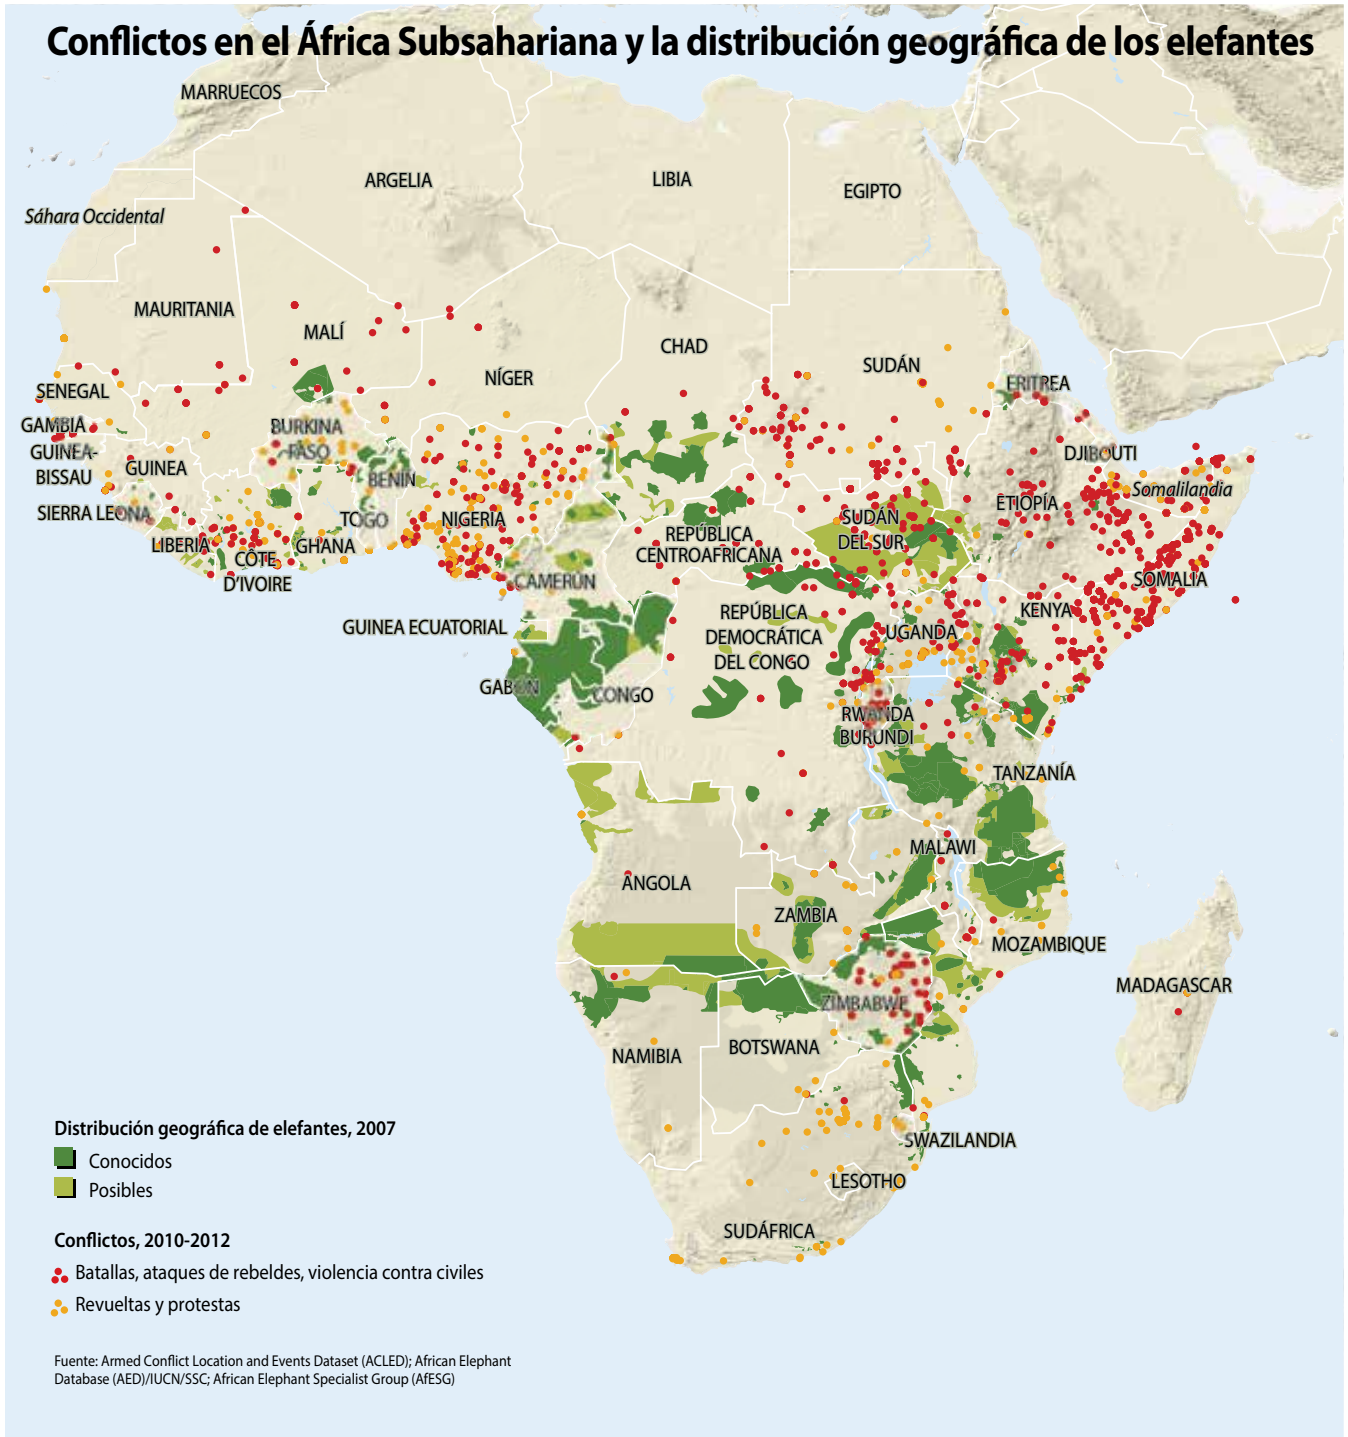 Conflictos en el África Subsahariana y la distribución geográfica de los elefantes
MARRUECOS
ARGELIA
LIBIA
EGIPTO
Sáhara Occidental
MAURITANIA
MALÍ
NÍGER
CHAD
SUDÁN
ERITREA
SENEGAL
GAMBIA
GUINEA-
BISSAU
GUINEA
SIERRA LEONA
LIBERIA
CÔTE
D'IVOIRE
BURKINA
FASO
BENÍN
TOGO
GHANA
NIGERIA
CAMERÚN
REPÚBLICA
CENTROAFRICANA
SUDÁN
DEL SUR
ETIOPÍA
DJIBOUTI
Somalilandia
SOMALIA
KENYA
UGANDA
REPÚBLICA
DEMOCRÁTICA
DEL CONGO
GUINEA ECUATORIAL
GABÓN
CONGO
RWANDA
BURUNDI
TANZANÍA
MALAWI
ANGOLA
ZAMBIA
MOZAMBIQUE
MADAGASCAR
ZIMBABWE
NAMIBIA
BOTSWANA
SWAZILANDIA
LESOTHO
SUDÁFRICA
Distribución geográfica de elefantes, 2007
Conocidos
Posibles
Conflictos, 2010-2012
Batallas, ataques de rebeldes, violencia contra civiles
Revueltas y protestas
Fuente: Armed Conflict Location and Events Dataset (ACLED); African Elephant
Database (AED)/IUCN/SSC; African Elephant Specialist Group (AfESG)